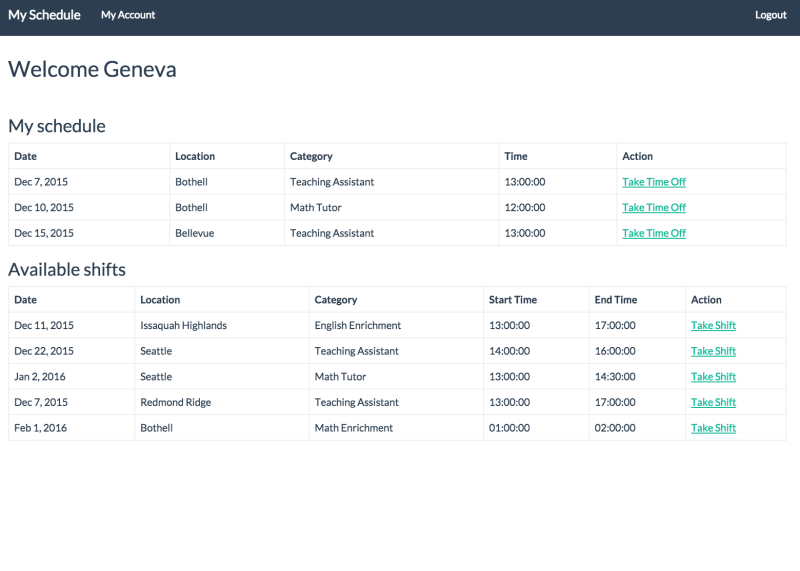 My Schedule My Account Logout
Welcome Geneva
My schedule
Date Location Category Time Action
Dec 7, 2015 Bothell Teaching Assistant 13:00:00 Take Time Off
Dec 10, 2015 Bothell Math Tutor 12:00:00 Take Time Off
Dec 15, 2015 Bellevue Teaching Assistant 13:00:00 Take Time Off
Available shifts
Date Location Category Start Time End Time Action
Dec 11, 2015 Issaquah Highlands English Enrichment 13:00:00 17:00:00 Take Shift
Dec 22, 2015 Seattle Teaching Assistant 14:00:00 16:00:00 Take Shift
Jan 2, 2016 Seattle Math Tutor 13:00:00 14:30:00 Take Shift
Dec 7, 2015 Redmond Ridge Teaching Assistant 13:00:00 17:00:00 Take Shift
Feb 1, 2016 Bothell Math Enrichment 01:00:00 02:00:00 Take Shift